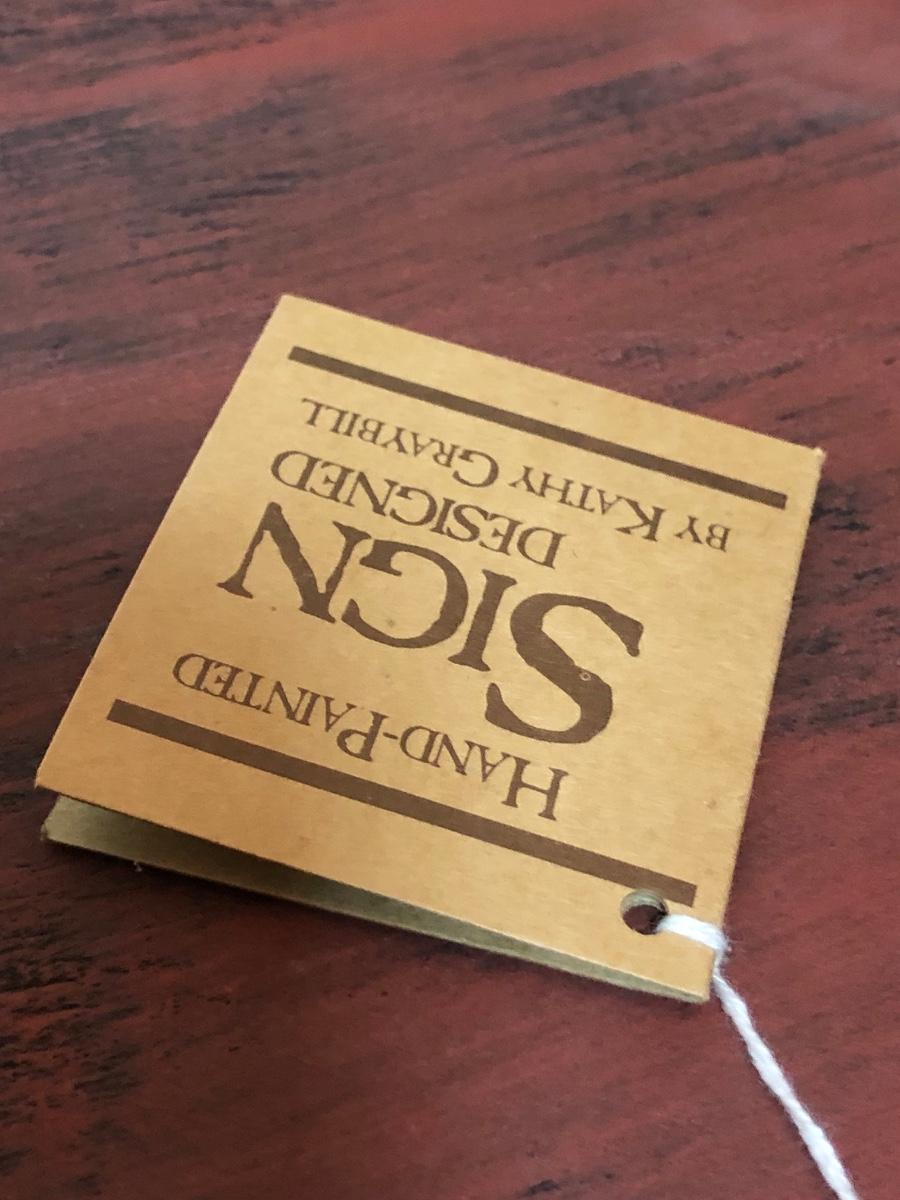 HAND-PAINTED
SIGN
DESIGNED
BY KATHY GRAYBILL